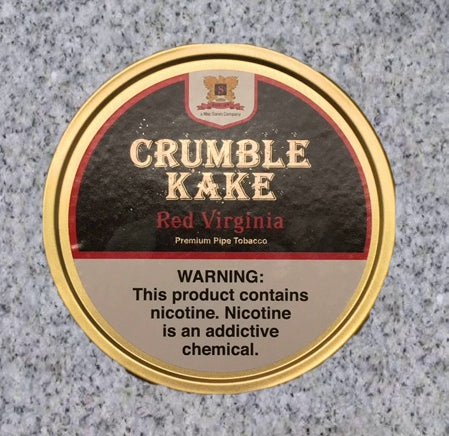 S
CRUMBLE
KAKE
Red Virginia
Premium Pipe Tobacco
WARNING:
This product contains
nicotine. Nicotine
is an addictive
chemical.